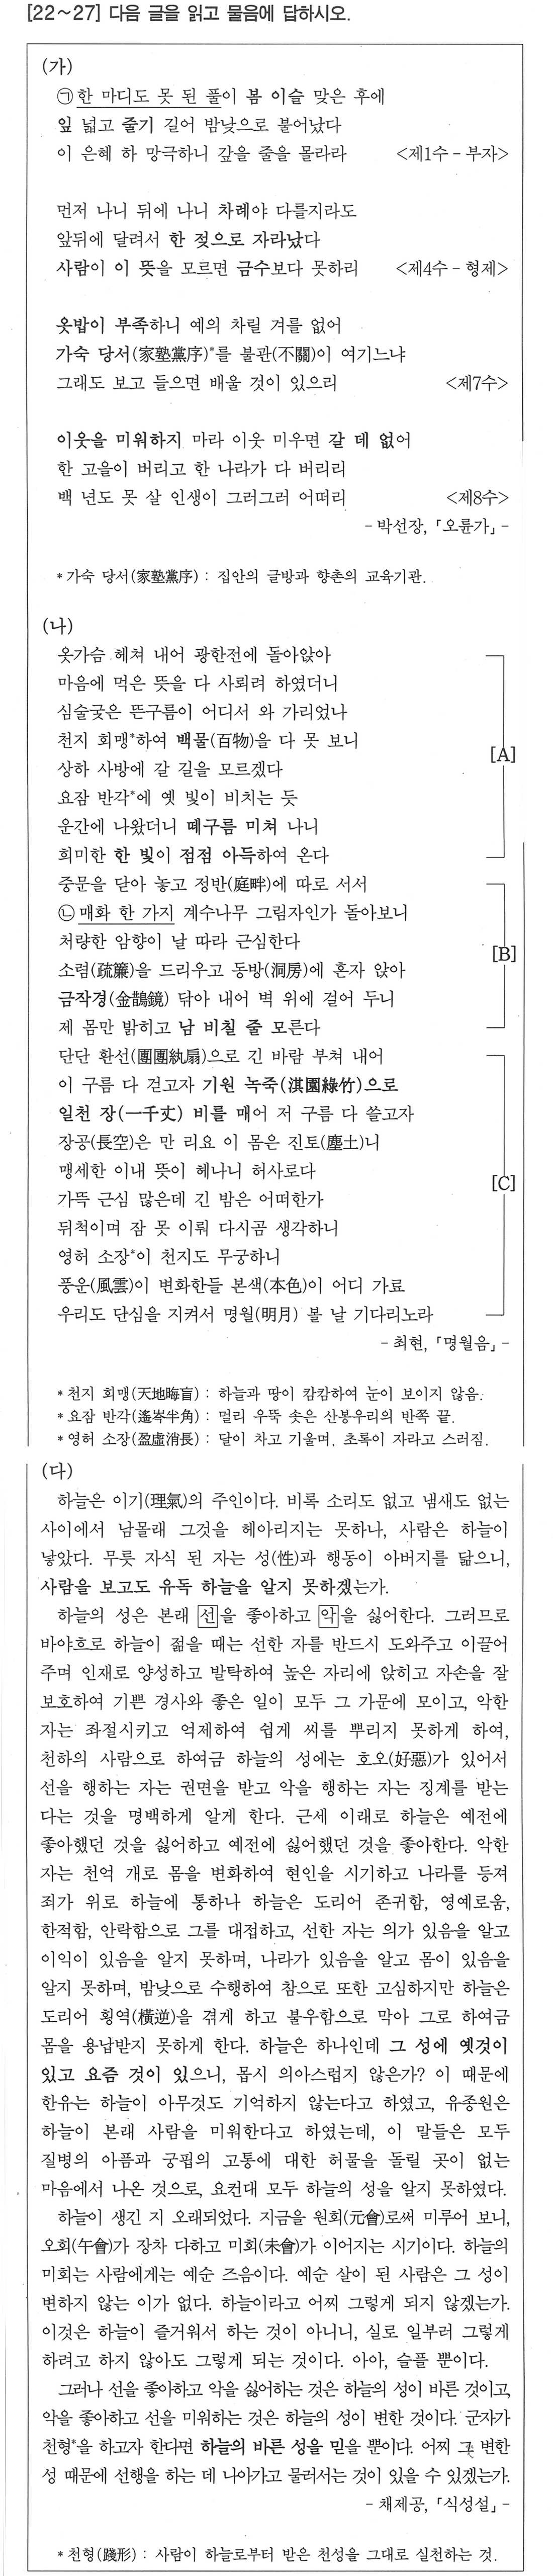 [22~27] 다음 글을 읽고 물음에 답하시오.
(가)
㉠한 마디도 못 된 풀이 봄 이슬 맞은 후에
잎 넓고 줄기 길어 밤낮으로 불어났다
이 은혜 하 망극하니 갚을 줄을 몰라라 <제1수 - 부자>
먼저 나니 뒤에 나니 차례야 다를지라도
앞뒤에 달려서 한 젖으로 자라났다
사람이 이 뜻을 모르면 금수보다 못하리 <제4수 - 형제>
옷밥이 부족하니 예의 차릴 겨를 없어
가숙 당서(家塾黨序)*를 불관(不關)이 여기느냐
그래도 보고 들으면 배울 것이 있으리 <제7수>
이웃을 미워하지 마라 이웃 미우면 갈 데 없어
한 고을이 버리고 한 나라가 다 버리리
백 년도 못 살 인생이 그러그러 어떠리 <제8수>
- 박선장, 「오륜가」 -
* 가숙 당서(家塾黨序) : 집안의 글방과 향촌의 교육기관.
(나)
옷가슴 헤쳐 내어 광한전에 돌아앉아
마음에 먹은 뜻을 다 사뢰려 하였더니
심술궂은 뜬구름이 어디서 와 가리었나
천지 회맹*하여 백물(百物)을 다 못 보니
상하 사방에 갈 길을 모르겠다
[A]
요잠 반각*에 옛 빛이 비치는 듯
운간에 나왔더니 떼구름 미쳐 나니
희미한 한 빛이 점점 아득하여 온다
중문을 닫아 놓고 정반(庭畔)에 따로 서서
㉡매화 한 가지 계수나무 그림자인가 돌아보니
처량한 암향이 날 따라 근심한다
[B]
소렴(疏簾)을 드리우고 동방(洞房)에 혼자 앉아
금작경(金鵲鏡) 닦아 내어 벽 위에 걸어 두니
제 몸만 밝히고 남 비칠 줄 모른다
단단 환선(團團紈扇)으로 긴 바람 부쳐 내어
이 구름 다 걷고자 기원 녹죽(淇園綠竹)으로
일천 장(一千丈) 비를 매어 저 구름 다 쓸고자
장공(長空)은 만 리요 이 몸은 진토(塵土)니
맹세한 이내 뜻이 헤나니 허사로다
[C]
가뜩 근심 많은데 긴 밤은 어떠한가
뒤척이며 잠 못 이뤄 다시곰 생각하니
영허 소장*이 천지도 무궁하니
풍운(風雲)이 변화한들 본색(本色)이 어디 가료
우리도 단심을 지켜서 명월(明月) 볼 날 기다리노라
- 최현, 「명월음」 -
* 천지 회맹(天地晦盲) : 하늘과 땅이 캄캄하여 눈이 보이지 않음.
* 요잠 반각(遙岑半角) : 멀리 우뚝 솟은 산봉우리의 반쪽 끝.
* 영허 소장(盈虛消長) : 달이 차고 기울며, 초록이 자라고 스러짐.
(다)
하늘은 이기(理氣)의 주인이다. 비록 소리도 없고 냄새도 없는
사이에서 남몰래 그것을 헤아리지는 못하나, 사람은 하늘이
낳았다. 무릇 자식 된 자는 성(性)과 행동이 아버지를 닮으니,
사람을 보고도 유독 하늘을 알지 못하겠는가.
하늘의 성은 본래 선을 좋아하고 악을 싫어한다. 그러므로
바야흐로 하늘이 젊을 때는 선한 자를 반드시 도와주고 이끌어
주며 인재로 양성하고 발탁하여 높은 자리에 앉히고 자손을 잘
보호하여 기쁜 경사와 좋은 일이 모두 그 가문에 모이고, 악한
자는 좌절시키고 억제하여 쉽게 씨를 뿌리지 못하게 하여,
천하의 사람으로 하여금 하늘의 성에는 호오(好惡)가 있어서
선을 행하는 자는 권면을 받고 악을 행하는 자는 징계를 받는
다는 것을 명백하게 알게 한다. 근세 이래로 하늘은 예전에
좋아했던 것을 싫어하고 예전에 싫어했던 것을 좋아한다. 악한
자는 천억 개로 몸을 변화하여 현인을 시기하고 나라를 등져
죄가 위로 하늘에 통하나 하늘은 도리어 존귀함, 영예로움,
한적함, 안락함으로 그를 대접하고, 선한 자는 의가 있음을 알고
이익이 있음을 알지 못하며, 나라가 있음을 알고 몸이 있음을
알지 못하며, 밤낮으로 수행하여 참으로 또한 고심하지만 하늘은
도리어 횡역(橫逆)을 겪게 하고 불우함으로 막아 그로 하여금
몸을 용납받지 못하게 한다. 하늘은 하나인데 그 성에 옛것이
있고 요즘 것이 있으니, 몹시 의아스럽지 않은가? 이 때문에
한유는 하늘이 아무것도 기억하지 않는다고 하였고, 유종원은
하늘이 본래 사람을 미워한다고 하였는데, 이 말들은 모두
질병의 아픔과 궁핍의 고통에 대한 허물을 돌릴 곳이 없는
마음에서 나온 것으로, 요컨대 모두 하늘의 성을 알지 못하였다.
하늘이 생긴 지 오래되었다. 지금을 원회(元會)로써 미루어 보니,
오회(午會)가 장차 다하고 미회(未會)가 이어지는 시기이다. 하늘의
미회는 사람에게는 예순 즈음이다. 예순 살이 된 사람은 그 성이
변하지 않는 이가 없다. 하늘이라고 어찌 그렇게 되지 않겠는가.
이것은 하늘이 즐거워서 하는 것이 아니니, 실로 일부러 그렇게
하려고 하지 않아도 그렇게 되는 것이다. 아아, 슬플 뿐이다.
그러나 선을 좋아하고 악을 싫어하는 것은 하늘의 성이 바른 것이고,
악을 좋아하고 선을 미워하는 것은 하늘의 성이 변한 것이다. 군자가
천형*을 하고자 한다면 하늘의 바른 성을 믿을 뿐이다. 어찌 그 변한
성 때문에 선행을 하는 데 나아가고 물러서는 것이 있을 수 있겠는가.
- 채제공, 「식성설」 -
* 천형(踐形) : 사람이 하늘로부터 받은 천성을 그대로 실천하는 것.